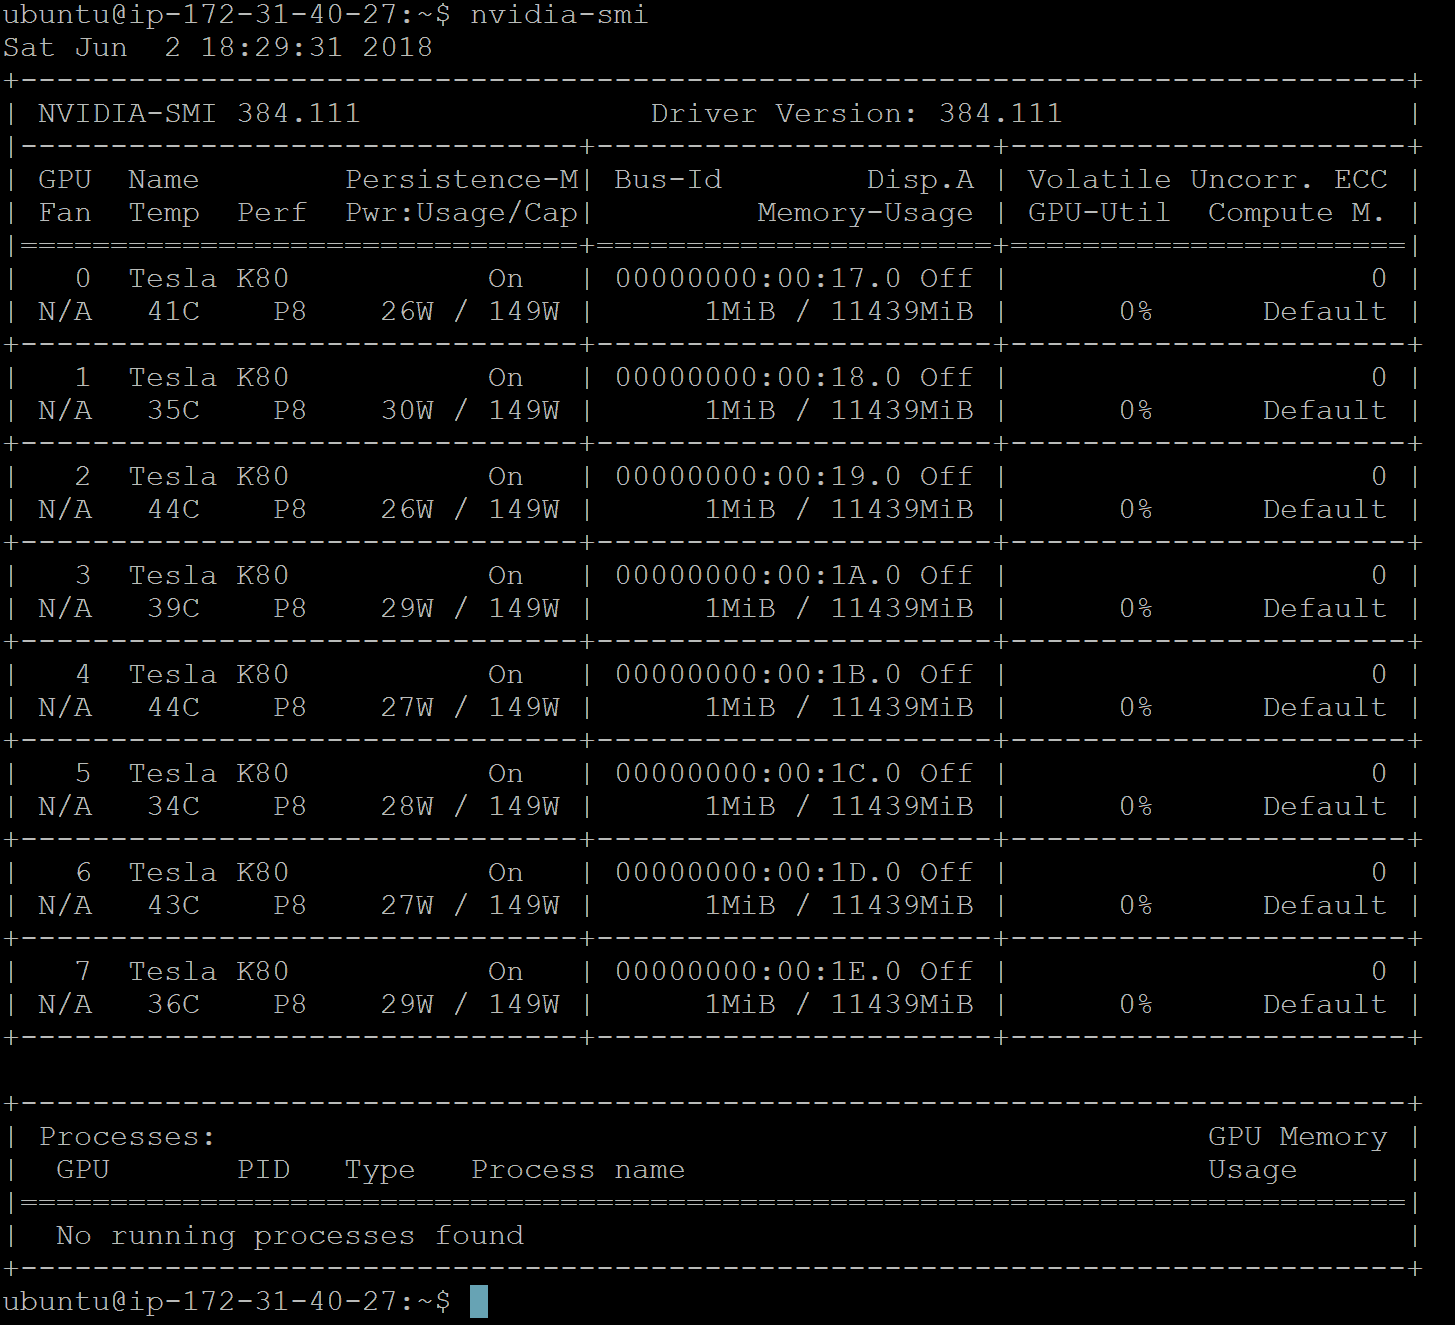 ubuntu@ip-172-31-40-27:~$ nvidia-smi
Sat Jun  2 18:29:31 2018
+-----------------------------------------------------------------------------+
| NVIDIA-SMI 384.111                Driver Version: 384.111                   |
|-------------------------------+----------------------+----------------------+
| GPU  Name        Persistence-M| Bus-Id        Disp.A | Volatile Uncorr. ECC |
| Fan  Temp  Perf  Pwr:Usage/Cap|         Memory-Usage | GPU-Util  Compute M. |
|===============================+======================+======================|
|   0  Tesla K80           On   | 00000000:00:17.0 Off |                    0 |
| N/A   41C    P8    26W / 149W |      1MiB / 11439MiB |      0%      Default |
+-------------------------------+----------------------+----------------------+
|   1  Tesla K80           On   | 00000000:00:18.0 Off |                    0 |
| N/A   35C    P8    30W / 149W |      1MiB / 11439MiB |      0%      Default |
+-------------------------------+----------------------+----------------------+
|   2  Tesla K80           On   | 00000000:00:19.0 Off |                    0 |
| N/A   44C    P8    26W / 149W |      1MiB / 11439MiB |      0%      Default |
+-------------------------------+----------------------+----------------------+
|   3  Tesla K80           On   | 00000000:00:1A.0 Off |                    0 |
| N/A   39C    P8    29W / 149W |      1MiB / 11439MiB |      0%      Default |
+-------------------------------+----------------------+----------------------+
|   4  Tesla K80           On   | 00000000:00:1B.0 Off |                    0 |
| N/A   44C    P8    27W / 149W |      1MiB / 11439MiB |      0%      Default |
+-------------------------------+----------------------+----------------------+
|   5  Tesla K80           On   | 00000000:00:1C.0 Off |                    0 |
| N/A   34C    P8    28W / 149W |      1MiB / 11439MiB |      0%      Default |
+-------------------------------+----------------------+----------------------+
|   6  Tesla K80           On   | 00000000:00:1D.0 Off |                    0 |
| N/A   43C    P8    27W / 149W |      1MiB / 11439MiB |      0%      Default |
+-------------------------------+----------------------+----------------------+
|   7  Tesla K80           On   | 00000000:00:1E.0 Off |                    0 |
| N/A   36C    P8    29W / 149W |      1MiB / 11439MiB |      0%      Default |
+-------------------------------+----------------------+----------------------+

+-----------------------------------------------------------------------------+
| Processes:                                                       GPU Memory |
|  GPU       PID   Type   Process name                             Usage      |
|=============================================================================|
|  No running processes found                                                 |
+-----------------------------------------------------------------------------+
ubuntu@ip-172-31-40-27:~$